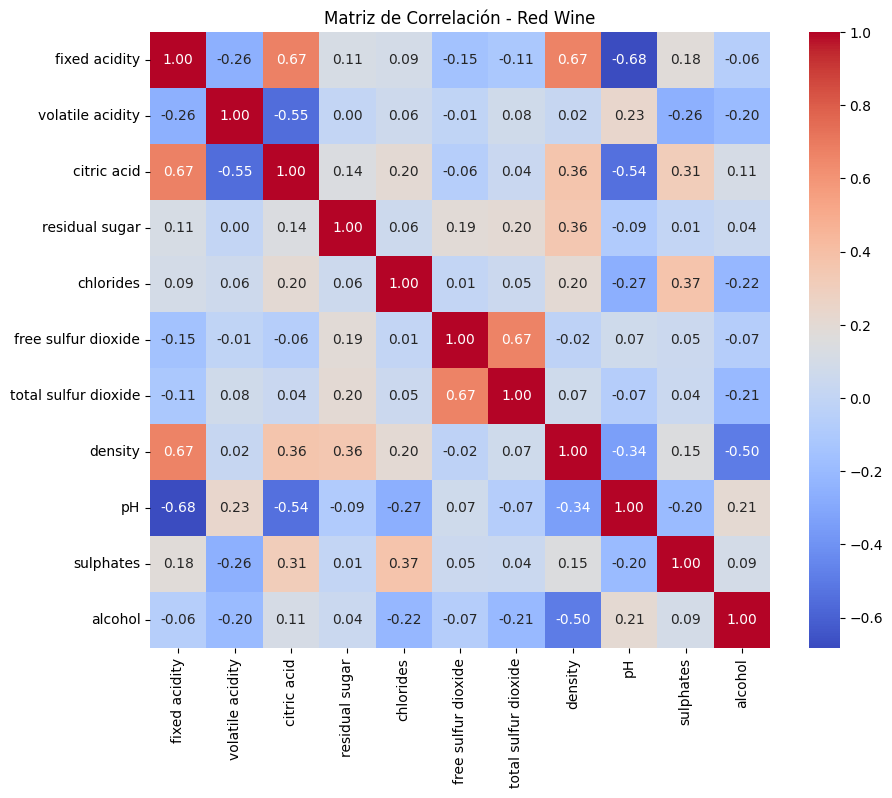 Matriz de Correlación - Red Wine
fixed acidity 1.00 -0.26 0.67 0.11 0.09 -0.15 -0.11 0.67 -0.68 0.18 -0.06
volatile acidity -0.26 1.00 -0.55 0.00 0.06 -0.01 0.08 0.02 0.23 -0.26 -0.20
citric acid 0.67 -0.55 1.00 0.14 0.20 -0.06 0.04 0.36 -0.54 0.31 0.11
residual sugar 0.11 0.00 0.14 1.00 0.06 0.19 0.20 0.36 -0.09 0.01 0.04
chlorides 0.09 0.06 0.20 0.06 1.00 0.01 0.05 0.20 -0.27 0.37 -0.22
free sulfur dioxide -0.15 -0.01 -0.06 0.19 0.01 1.00 0.67 -0.02 0.07 0.05 -0.07
total sulfur dioxide -0.11 0.08 0.04 0.20 0.05 0.67 1.00 0.07 -0.07 0.04 -0.21
density 0.67 0.02 0.36 0.36 0.20 -0.02 0.07 1.00 -0.34 0.15 -0.50
pH -0.68 0.23 -0.54 -0.09 -0.27 0.07 -0.07 -0.34 1.00 -0.20 0.21
sulphates 0.18 -0.26 0.31 0.01 0.37 0.05 0.04 0.15 -0.20 1.00 0.09
alcohol -0.06 -0.20 0.11 0.04 -0.22 -0.07 -0.21 -0.50 0.21 0.09 1.00
fixed acidity
volatile acidity
citric acid
residual sugar
chlorides
free sulfur dioxide
total sulfur dioxide
density
pH
sulphates
alcohol
1.0
0.8
0.6
0.4
0.2
0.0
−0.2
−0.4
−0.6